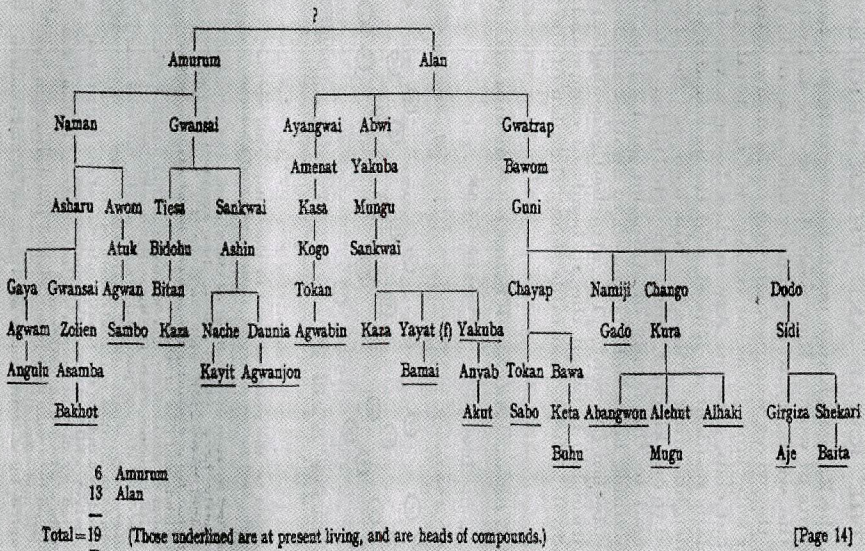 ?
Amurum Alan
Naman Gwansai Ayangwai Abwi Gwatrap
Amenat Yakuba Bawom
Asharu Awom Tiesa Sankwai Kasa Mungu Guni
Atuk Bidohu Ashin Kogo Sankwai
Gaya Gwansai Agwan Bitan Tokan Chayap Namiji Chango Dodo
Agwam Zolien Sambo Kaza Nache Daunia Agwabin Kaza Yayat (f) Yakuba Gado Kura Sidi
Angulu Asamba Kayit Agwanjon Bamai Anyab Tokan Bawa
Bakhot Akut Sabo Keta Abangwon Alehut Alhaki Girgiza Shekari
Buhu Mugu Aje Baita
6 Amurum
13 Alan
Total=19 (Those underlined are at present living, and are heads of compounds.) [Page 14]